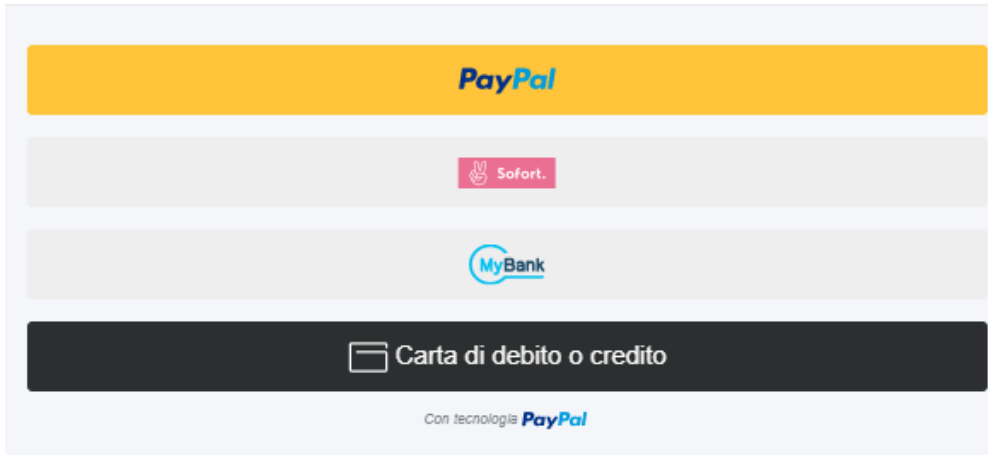 PayPal
Sofort.
MyBank
Carta di debito o credito
Con tecnologia PayPal